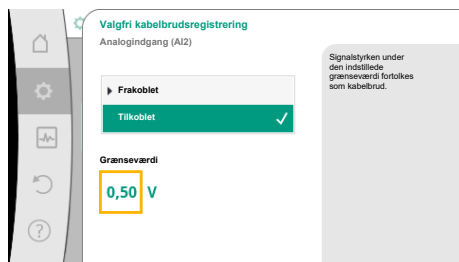 Valgfri kabelbrudsregistrering
Analogindgang (AI2)
Signalstyrken under
den indstillede
grænseværdi fortolkes
som kabelbrud.
Frakoblet
Tilkoblet
Grænseværdi
0,50 V
?